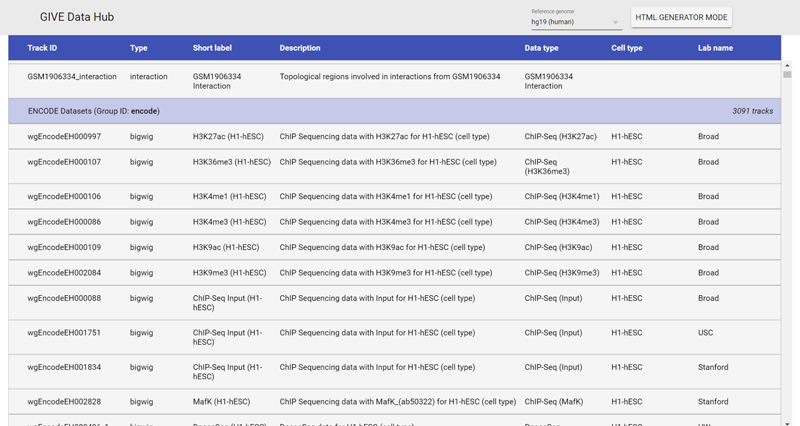 GIVE Data Hub
Reference genome
hg19 (human)
HTML GENERATOR MODE
Track ID Type Short label Description Data type Cell type Lab name
GSM1906334_interaction interaction GSM1906334 Topological regions involved in interactions from GSM1906334 GSM1906334
Interaction Interaction
ENCODE Datasets (Group ID: encode) 3091 tracks
wgEncodeEH000997 bigwig H3K27ac (H1-hESC) ChIP Sequencing data with H3K27ac for H1-hESC (cell type) ChIP-Seq (H3K27ac) H1-hESC Broad
wgEncodeEH000107 bigwig H3K36me3 (H1-hESC) ChIP Sequencing data with H3K36me3 for H1-hESC (cell type) ChIP-Seq H1-hESC Broad
(H3K36me3)
wgEncodeEH000106 bigwig H3K4me1 (H1-hESC) ChIP Sequencing data with H3K4me1 for H1-hESC (cell type) ChIP-Seq (H3K4me1) H1-hESC Broad
wgEncodeEH000086 bigwig H3K4me3 (H1-hESC) ChIP Sequencing data with H3K4me3 for H1-hESC (cell type) ChIP-Seq (H3K4me3) H1-hESC Broad
wgEncodeEH000109 bigwig H3K9ac (H1-hESC) ChIP Sequencing data with H3K9ac for H1-hESC (cell type) ChIP-Seq (H3K9ac) H1-hESC Broad
wgEncodeEH002084 bigwig H3K9me3 (H1-hESC) ChIP Sequencing data with H3K9me3 for H1-hESC (cell type) ChIP-Seq (H3K9me3) H1-hESC Broad
wgEncodeEH000088 bigwig ChIP-Seq Input (H1- ChIP Sequencing data with Input for H1-hESC (cell type) ChIP-Seq (Input) H1-hESC Broad
hESC)
wgEncodeEH001751 bigwig ChIP-Seq Input (H1- ChIP Sequencing data with Input for H1-hESC (cell type) ChIP-Seq (Input) H1-hESC USC
hESC)
wgEncodeEH001834 bigwig ChIP-Seq Input (H1- ChIP Sequencing data with Input for H1-hESC (cell type) ChIP-Seq (Input) H1-hESC Stanford
hESC)
wgEncodeEH002828 bigwig MafK (H1-hESC) ChIP Sequencing data with MafK_(ab50322) for H1-hESC (cell type) ChIP-Seq (MafK) H1-hESC Stanford